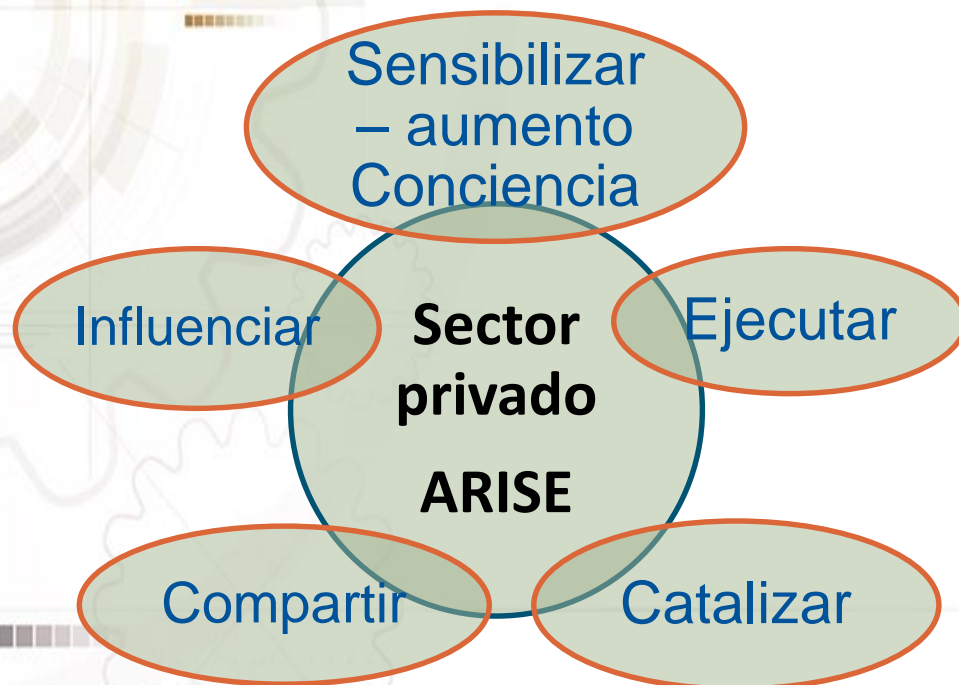 Sensibilizar
– aumento
Conciencia
Influenciar
Ejecutar
Sector
privado
ARISE
Compartir
Catalizar